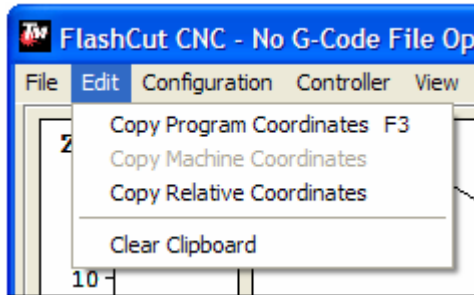 FlashCut CNC - No G-Code File Op
File Edit Configuration Controller View
Z
Copy Program Coordinates F3
Copy Machine Coordinates
Copy Relative Coordinates
Clear Clipboard
10